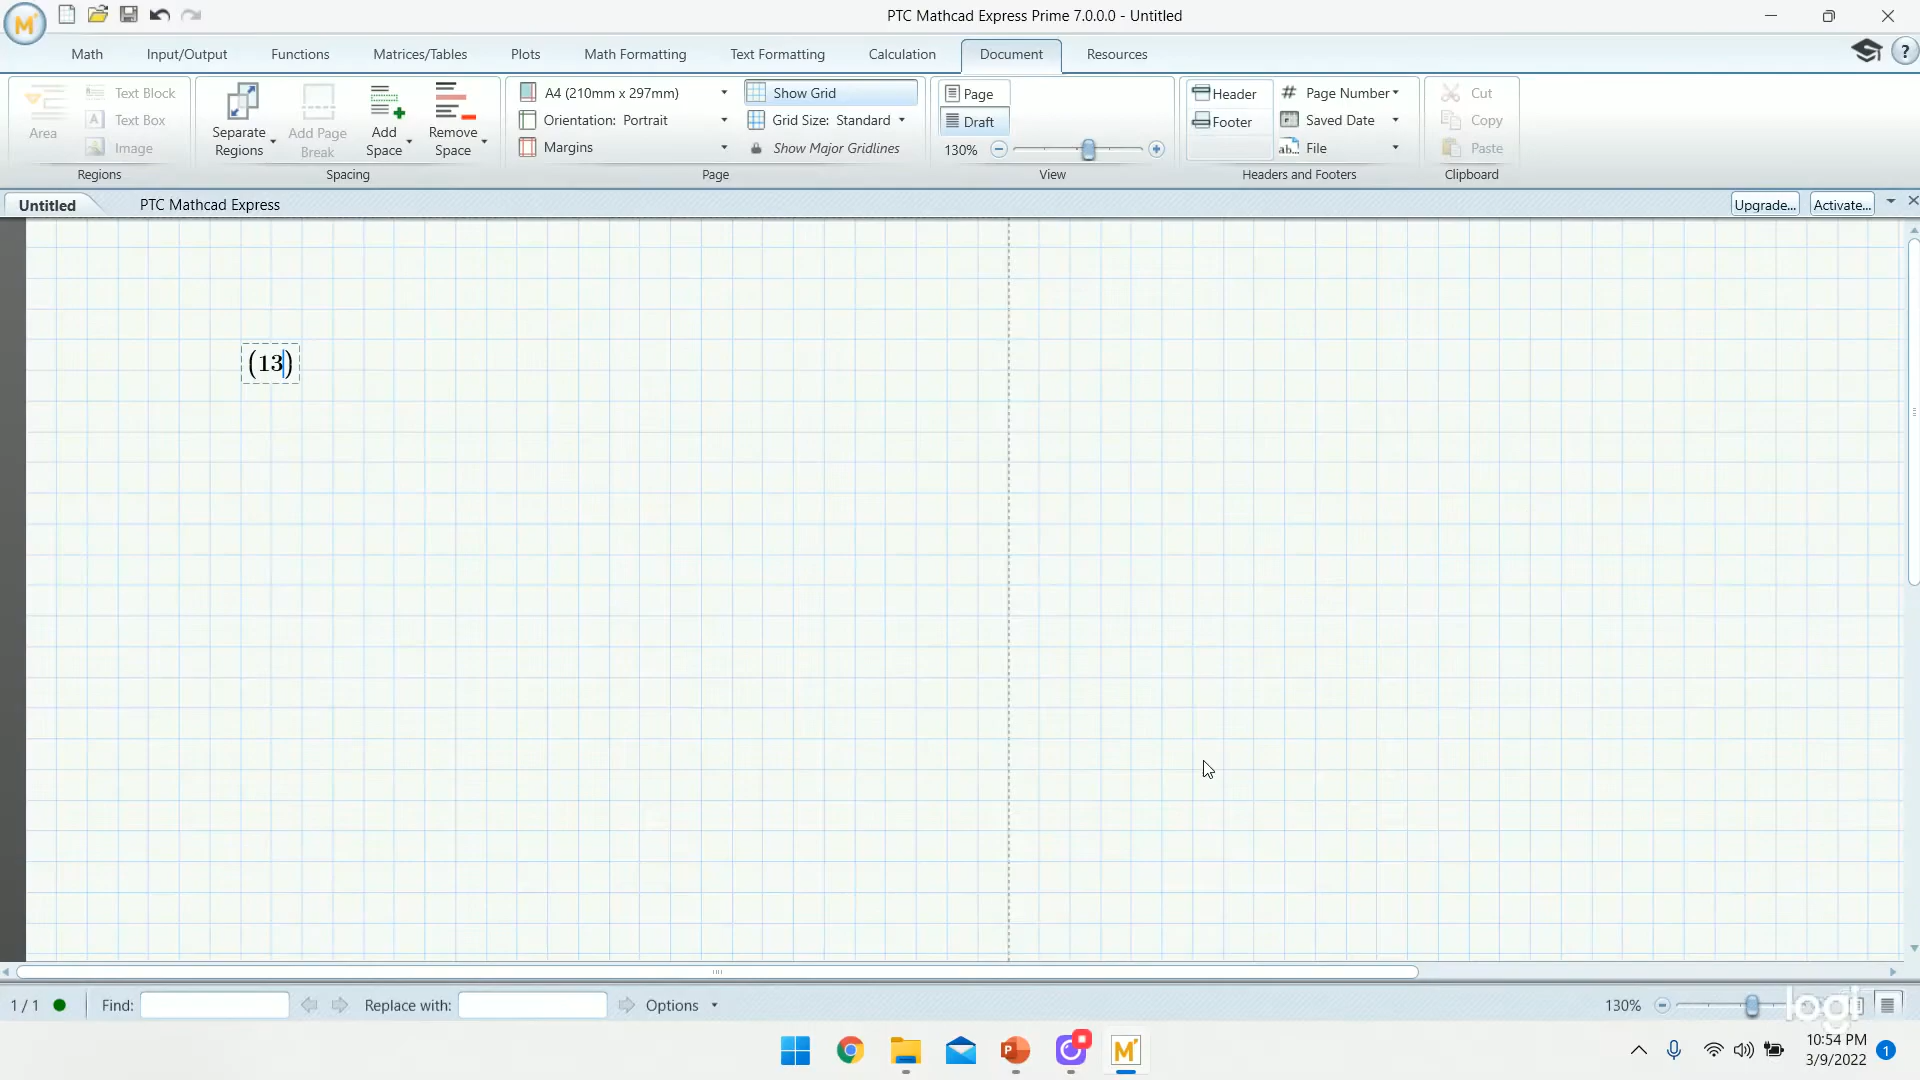 PTC Mathcad Express Prime 7.0.0.0 - Untitled
Math Input/Output Functions Matrices/Tables Plots Math Formatting Text Formatting Calculation Document Resources
Area
Text Block
Text Box
Image
Regions
Separate Regions
Add Page Break
Add Space
Remove Space
Spacing
A4 (210mm x 297mm)
Orientation: Portrait
Margins
Show Grid
Grid Size: Standard
Show Major Gridlines
Page
Page
Draft
130%
View
Header
Footer
# Page Number
Saved Date
ab... File
Headers and Footers
Cut
Copy
Paste
Clipboard
Untitled PTC Mathcad Express Upgrade... Activate...
(13)
1 / 1 Find: Replace with: Options 130%
logi
10:54 PM
3/9/2022
1